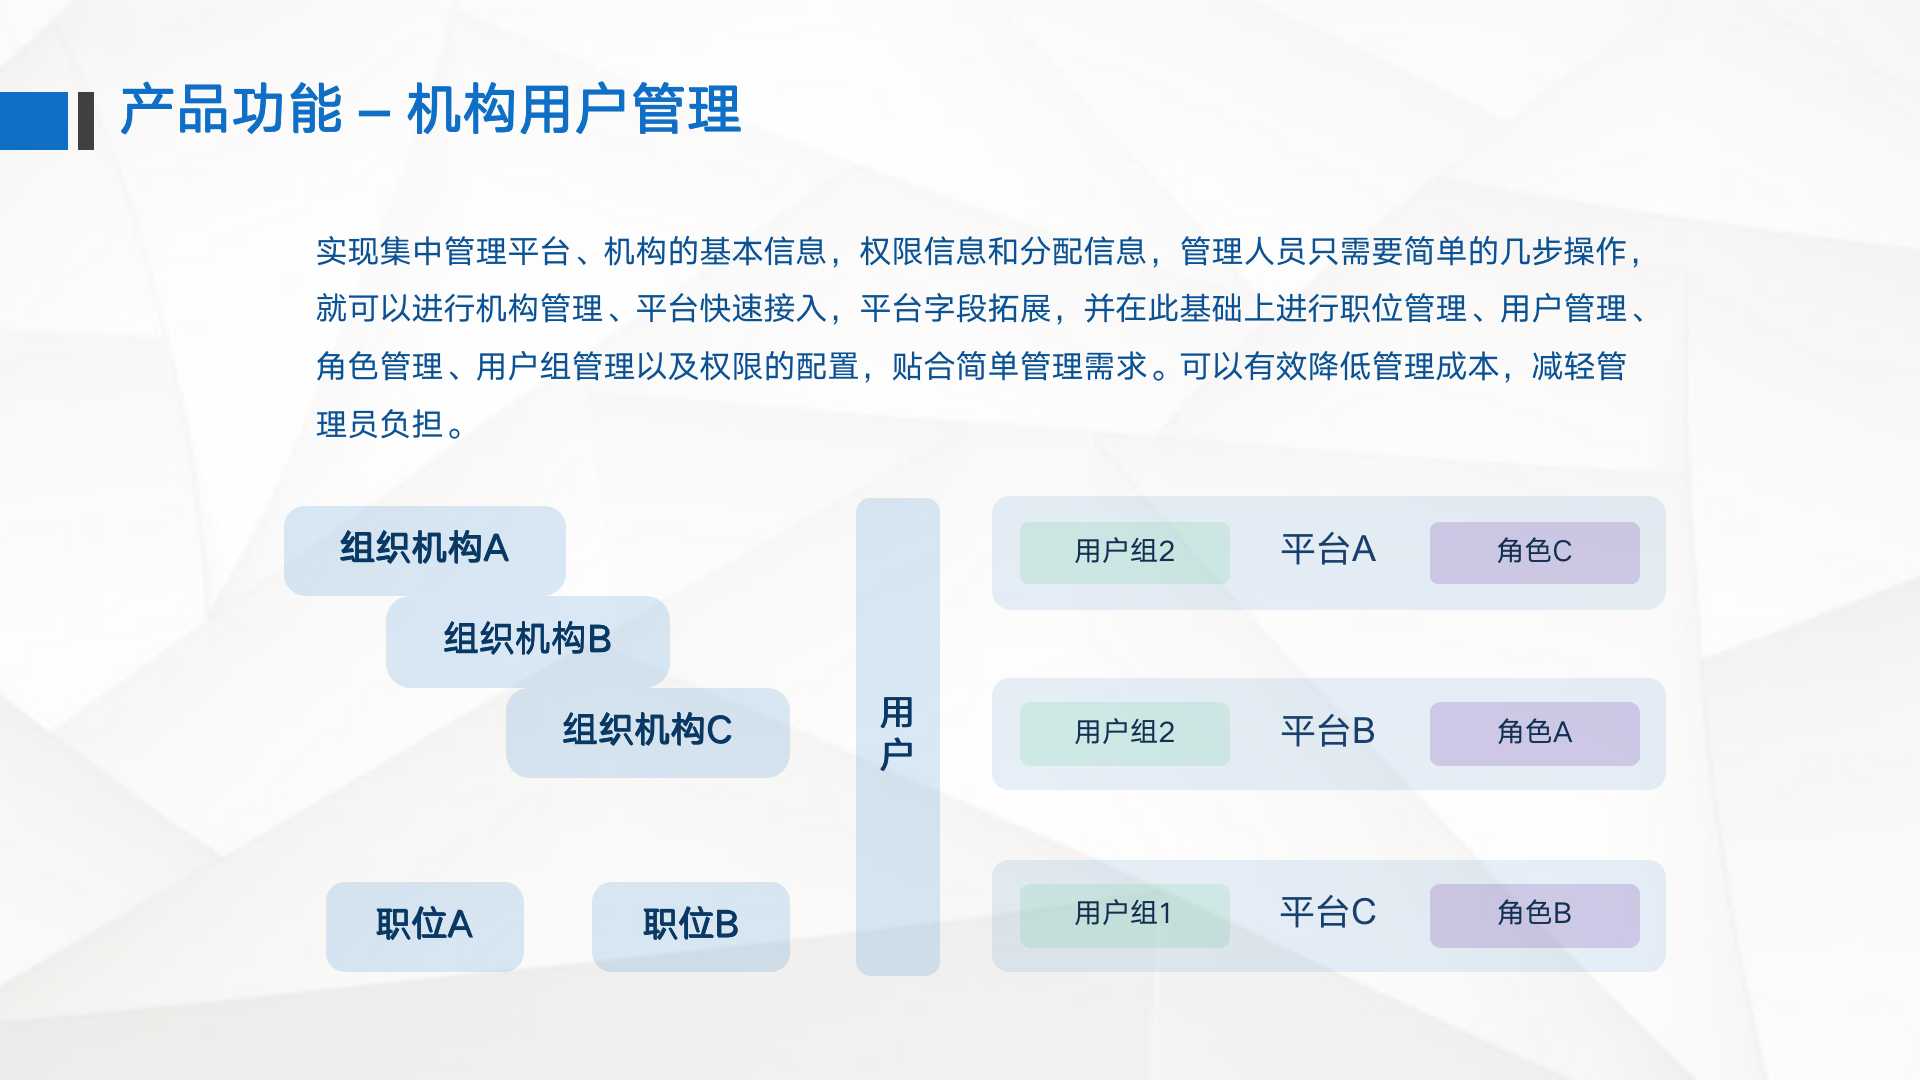 产品功能 – 机构用户管理
实现集中管理平台、机构的基本信息，权限信息和分配信息，管理人员只需要简单的几步操作，
就可以进行机构管理、平台快速接入，平台字段拓展，并在此基础上进行职位管理、用户管理、
角色管理、用户组管理以及权限的配置，贴合简单管理需求。可以有效降低管理成本，减轻管
理员负担。
组织机构A
组织机构B
组织机构C
职位A
职位B
用
户
用户组2
平台A
角色C
用户组2
平台B
角色A
用户组1
平台C
角色B